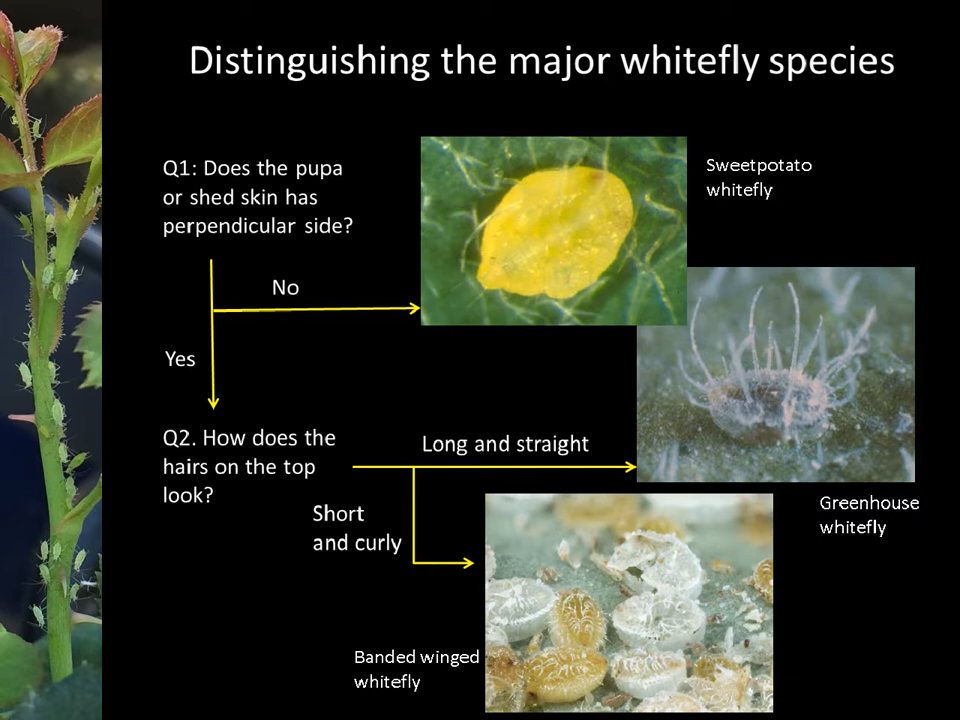 Distinguishing the major whitefly species
Q1: Does the pupa
or shed skin has
perpendicular side?
Sweetpotato
whitefly
No
Yes
Q2. How does the
hairs on the top
look?
Long and straight
Short
and curly
Greenhouse
whitefly
Banded winged
whitefly